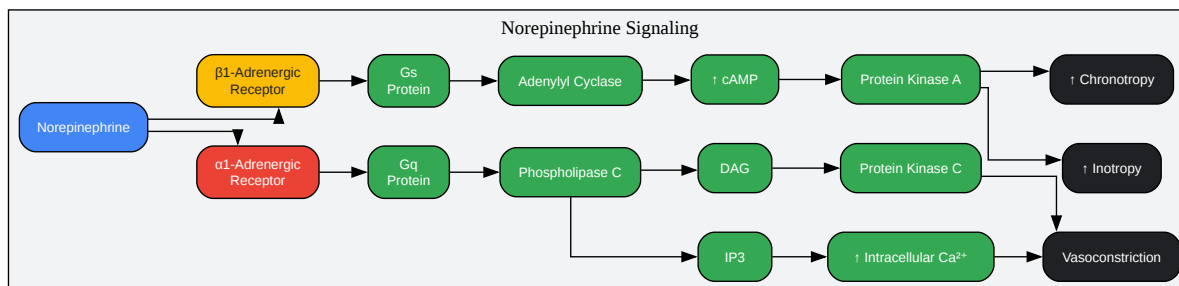 Norepinephrine Signaling
β1-Adrenergic
Receptor
Gs
Protein
Adenylyl Cyclase
↑ cAMP
Protein Kinase A
↑ Chronotropy
Norepinephrine
α1-Adrenergic
Receptor
Gq
Protein
Phospholipase C
DAG
Protein Kinase C
↑ Inotropy
IP3
↑ Intracellular Ca²⁺
Vasoconstriction